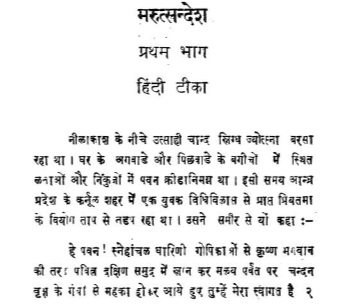 मरुत्सन्देश
प्रथम भाग
हिंदी टीका
नीलाकाश के नीचे उत्साही चान्द स्निग्ध ज्योत्स्ना बरसा
रहा था। घर के अगवाडे और पिछवाडे के बगीचों में स्थित
लताओं और निकुंजों में पवन क्रीडानिमग्न था। इसी समय आन्ध्र
प्रदेश के कर्नूल शहर में एक युवक विधिविलास से प्राप्त प्रियतमा
के वियोग ताप से तडप रहा था। उसने समीर से यों कहा :-
हे पवन! स्नेहांचल धारिणी गोपिकाओं से कृष्ण भगवान
की तरह पवित्र दक्षिण समुद्र में स्नान कर मलय पर्वत पर चन्दन
वृक्ष के गंधों से महका होकर आये हुए तुम्हें मेरा स्वागत है २